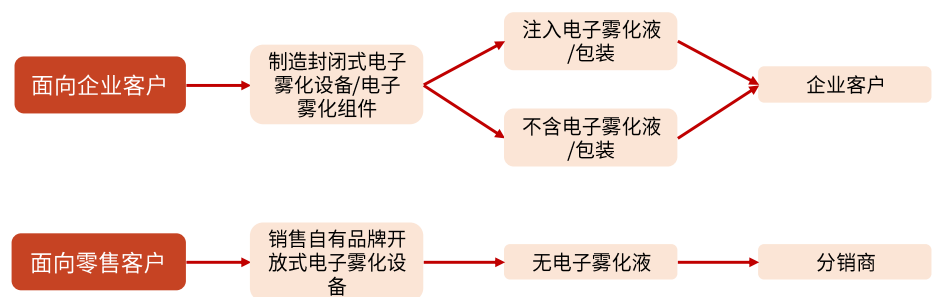 面向企业客户
制造封闭式电子
雾化设备/电子
雾化组件
注入电子雾化液
/包装
不含电子雾化液
/包装
企业客户
面向零售客户
销售自有品牌开
放式电子雾化设
备
无电子雾化液
分销商